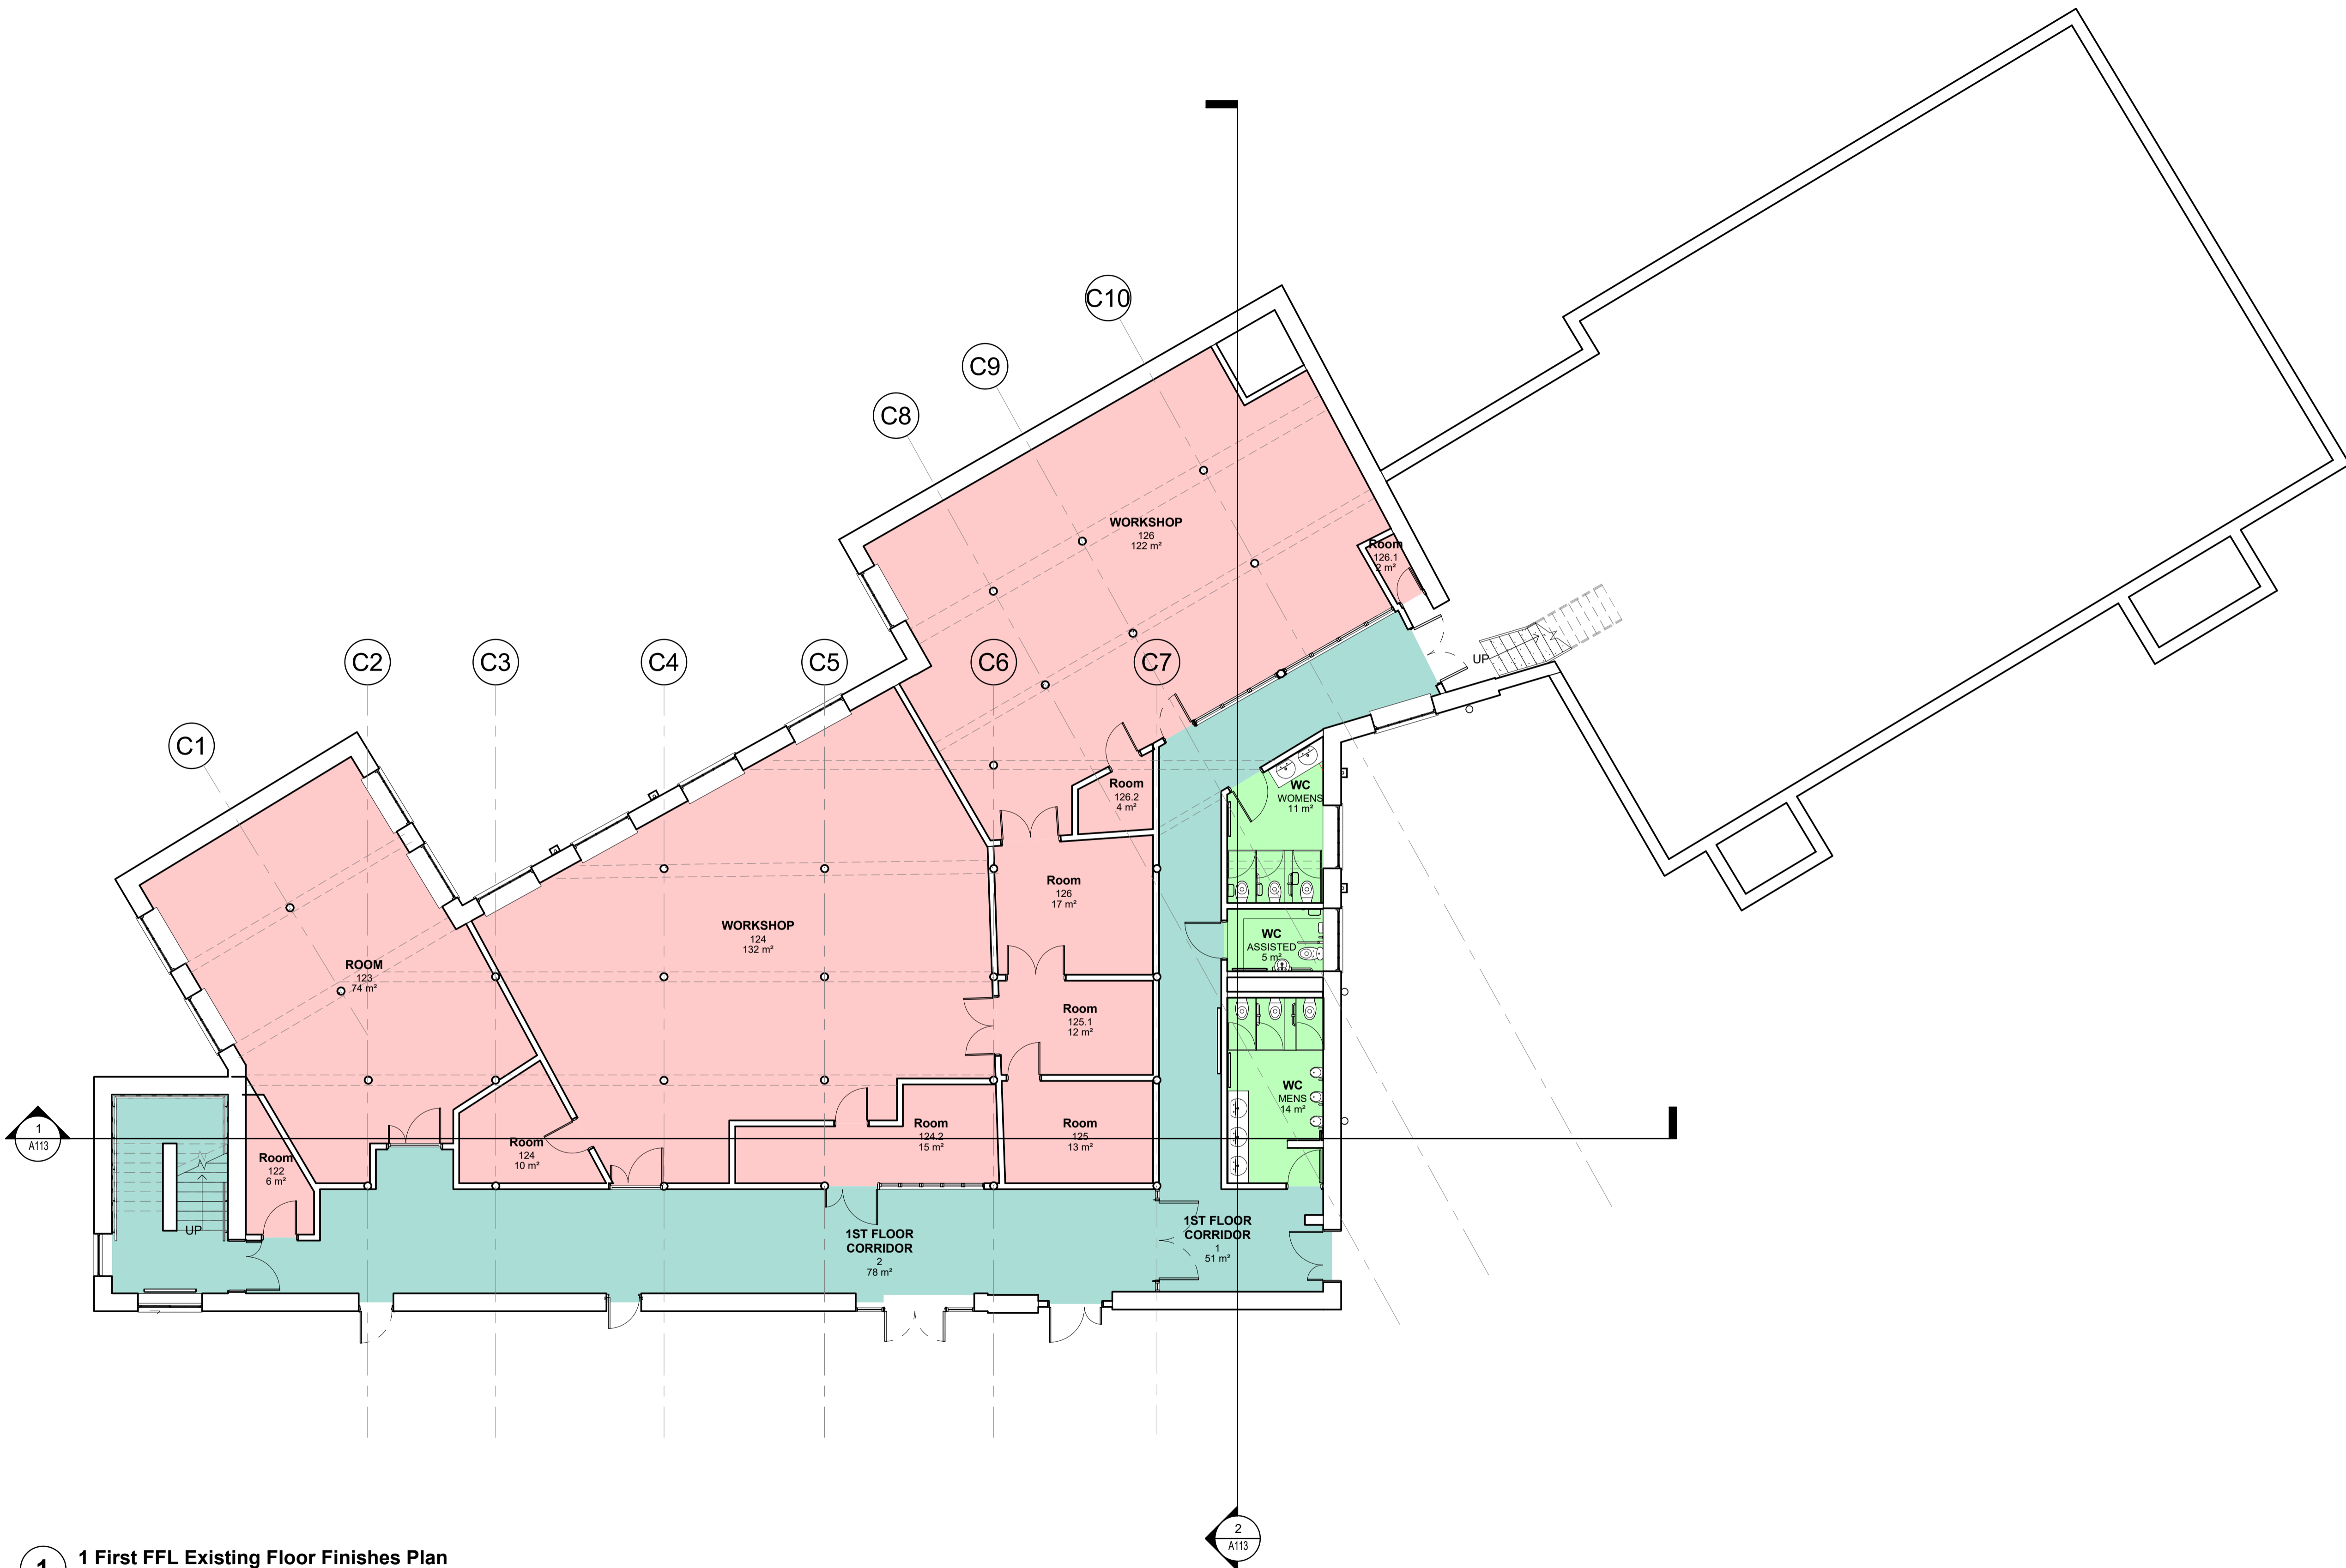 C10
C9
C8
WORKSHOP
126
122 m²
Room
126.1
2 m²
C2
C3
C4
C5
C6
C7
UP
C1
Room
126.2
4 m²
WC
WOMENS
11 m²
Room
126
17 m²
WORKSHOP
124
132 m²
WC
ASSISTED
5 m²
ROOM
123
74 m²
Room
125.1
12 m²
WC
MENS
14 m²
1
A113
Room
122
6 m²
Room
124
10 m²
Room
124.2
15 m²
Room
125
13 m²
UP
1ST FLOOR
CORRIDOR
2
78 m²
1ST FLOOR
CORRIDOR
1
51 m²
2
A113
1
1 First FFL Existing Floor Finishes Plan